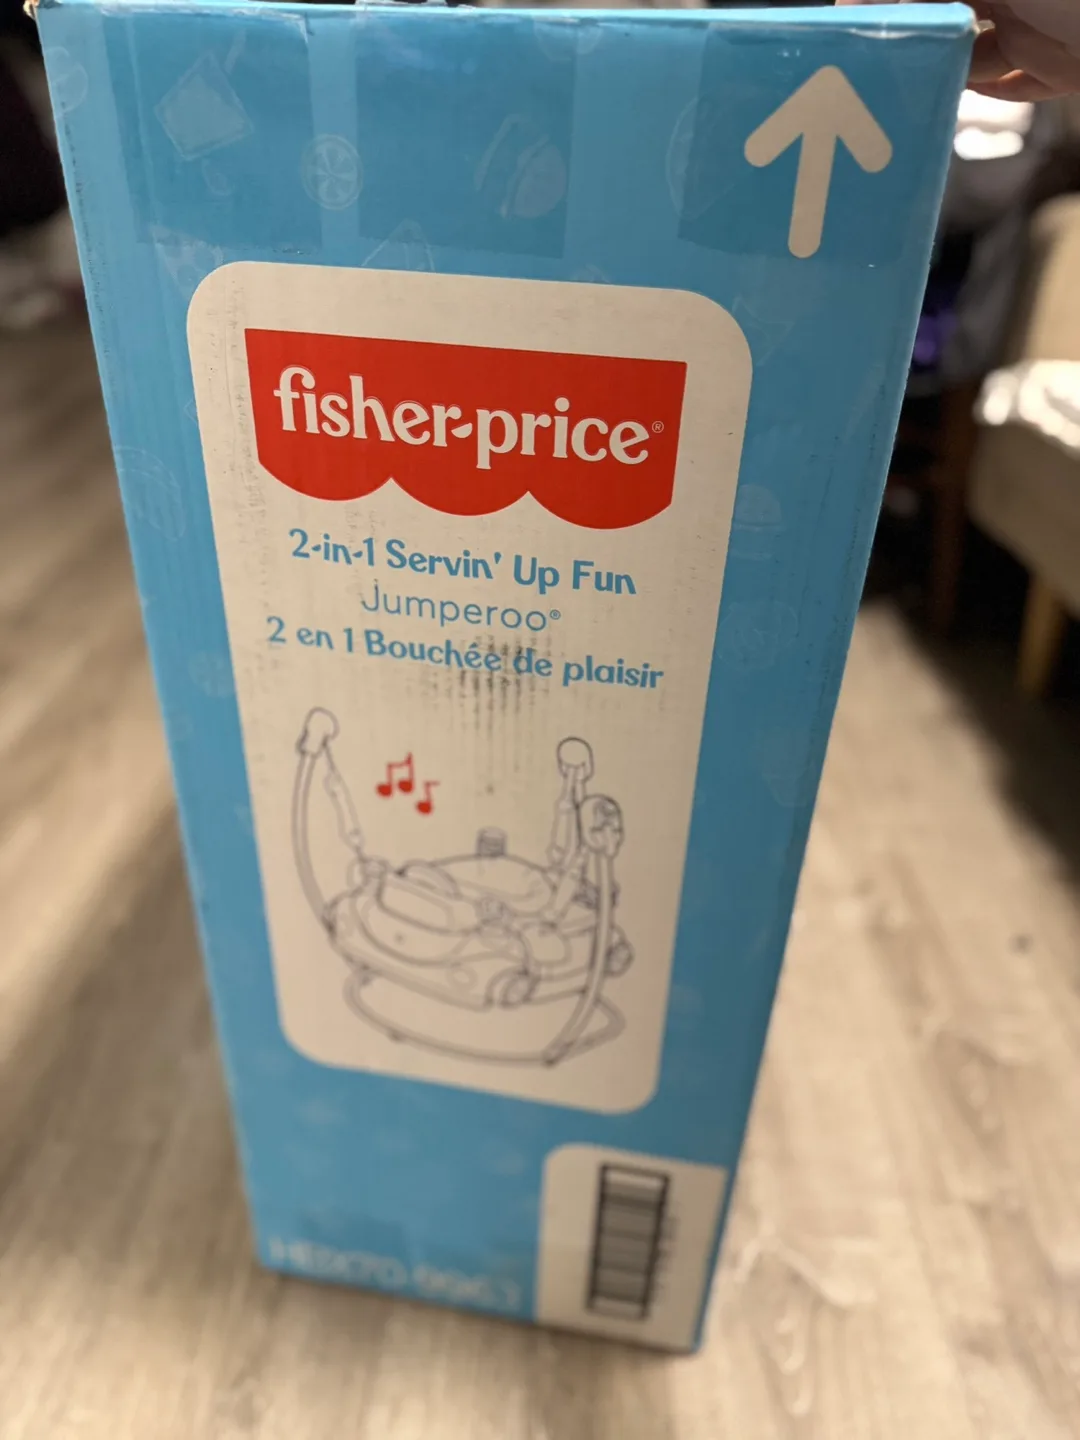 fisher-price®
2-in-1 Servin' Up Fun
Jumperoo®
2 en 1 Bouchée de plaisir